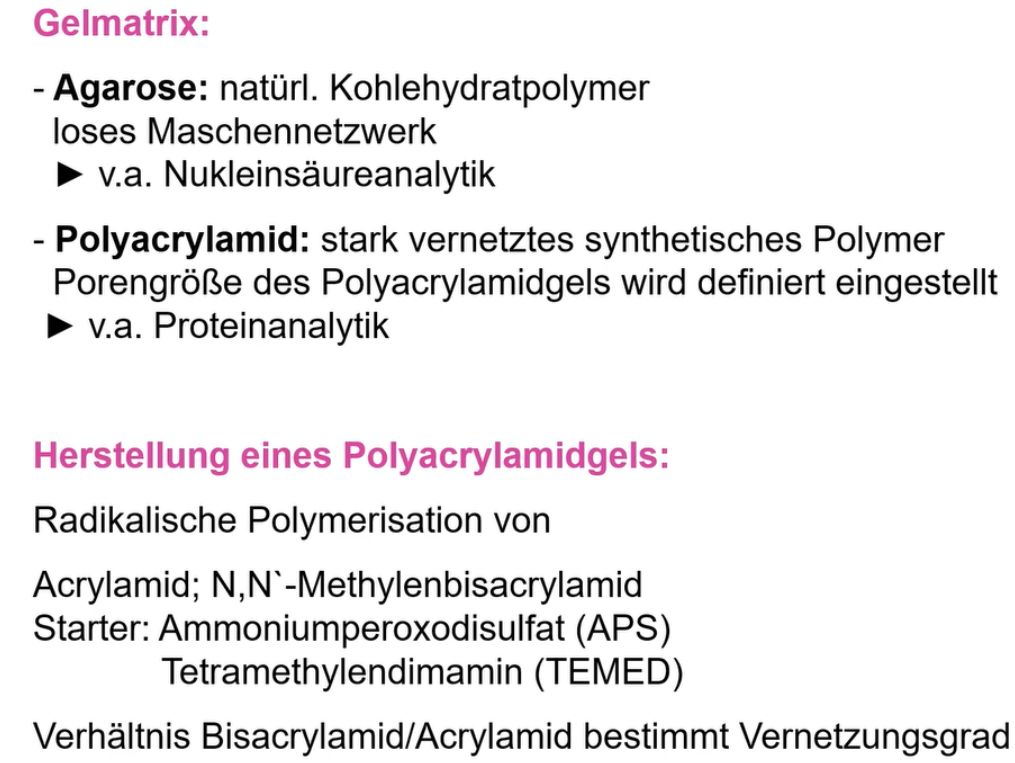 Gelmatrix:
- Agarose: natürl. Kohlehydratpolymer
loses Maschennetzwerk
► v.a. Nukleinsäureanalytik
- Polyacrylamid: stark vernetztes synthetisches Polymer
Porengröße des Polyacrylamidgels wird definiert eingestellt
► v.a. Proteinanalytik
Herstellung eines Polyacrylamidgels:
Radikalische Polymerisation von
Acrylamid; N,N`-Methylenbisacrylamid
Starter: Ammoniumperoxodisulfat (APS)
Tetramethylendimamin (TEMED)
Verhältnis Bisacrylamid/Acrylamid bestimmt Vernetzungsgrad